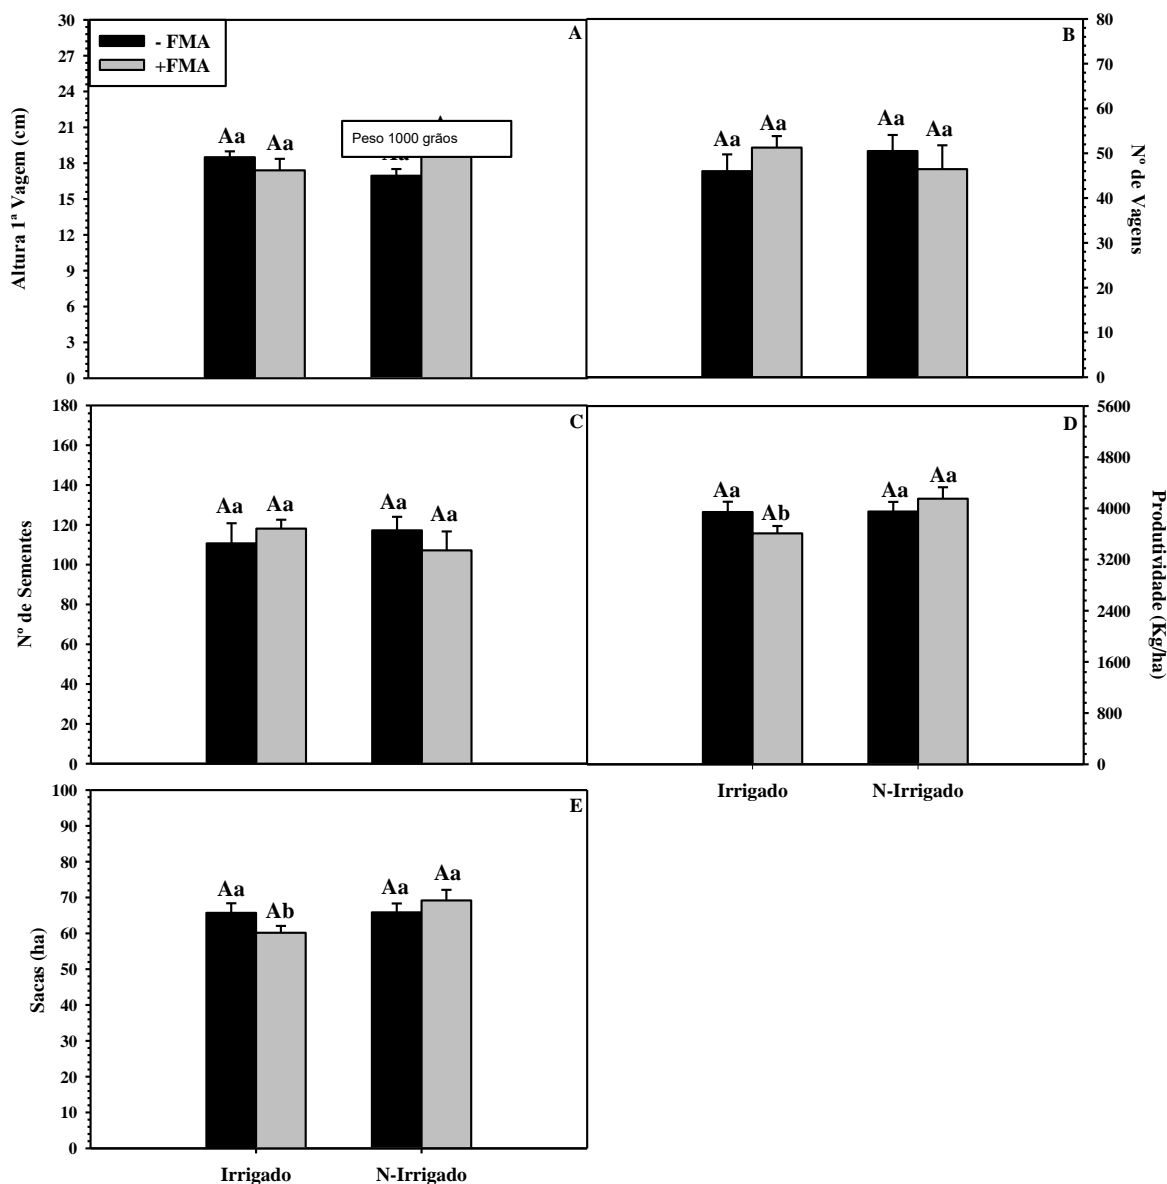 30
27
24
21
18
15
12
9
6
3
0
Altura 1ª Vagem (cm)
- FMA
+FMA
A
Aa
Aa
Peso 1000 grãos
Aa
B
Aa
Aa
Aa
Aa
80
70
60
50
40
30
20
10
0
Nº de Vagens
180
160
140
120
100
80
60
40
20
0
Nº de Sementes
C
Aa
Aa
Aa
Aa
D
Aa
Ab
Aa
Aa
5600
4800
4000
3200
2400
1600
800
0
Produtividade (Kg/ha)
Irrigado
N-Irrigado
100
90
80
70
60
50
40
30
20
10
0
Sacas (ha)
E
Aa
Ab
Aa
Aa
Irrigado
N-Irrigado